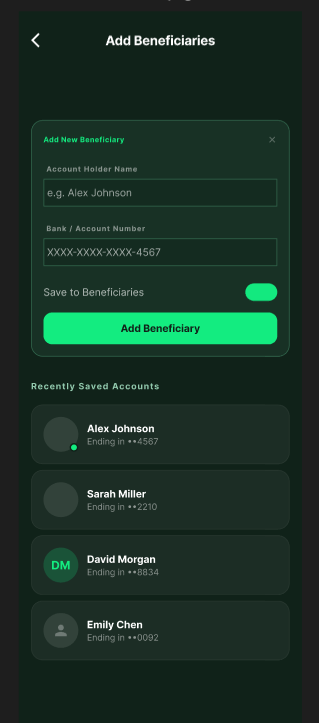 Add Beneficiaries
Add New Beneficiary
Account Holder Name
e.g. Alex Johnson
Bank / Account Number
XXXX-XXXX-XXXX-4567
Save to Beneficiaries
Add Beneficiary
Recently Saved Accounts
Alex Johnson
Ending in ••4567
Sarah Miller
Ending in ••2210
DM
David Morgan
Ending in ••8834
Emily Chen
Ending in ••0092